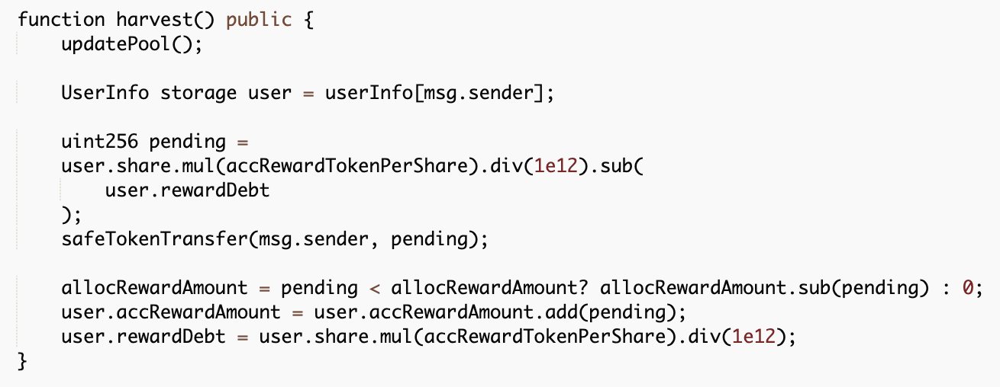 function harvest() public {
updatePool();
UserInfo storage user = userInfo[msg.sender];
uint256 pending =
user.share.mul(accRewardTokenPerShare).div(1e12).sub(
user.rewardDebt
);
safeTokenTransfer(msg.sender, pending);
allocRewardAmount = pending < allocRewardAmount? allocRewardAmount.sub(pending) : 0;
user.accRewardAmount = user.accRewardAmount.add(pending);
user.rewardDebt = user.share.mul(accRewardTokenPerShare).div(1e12);
}